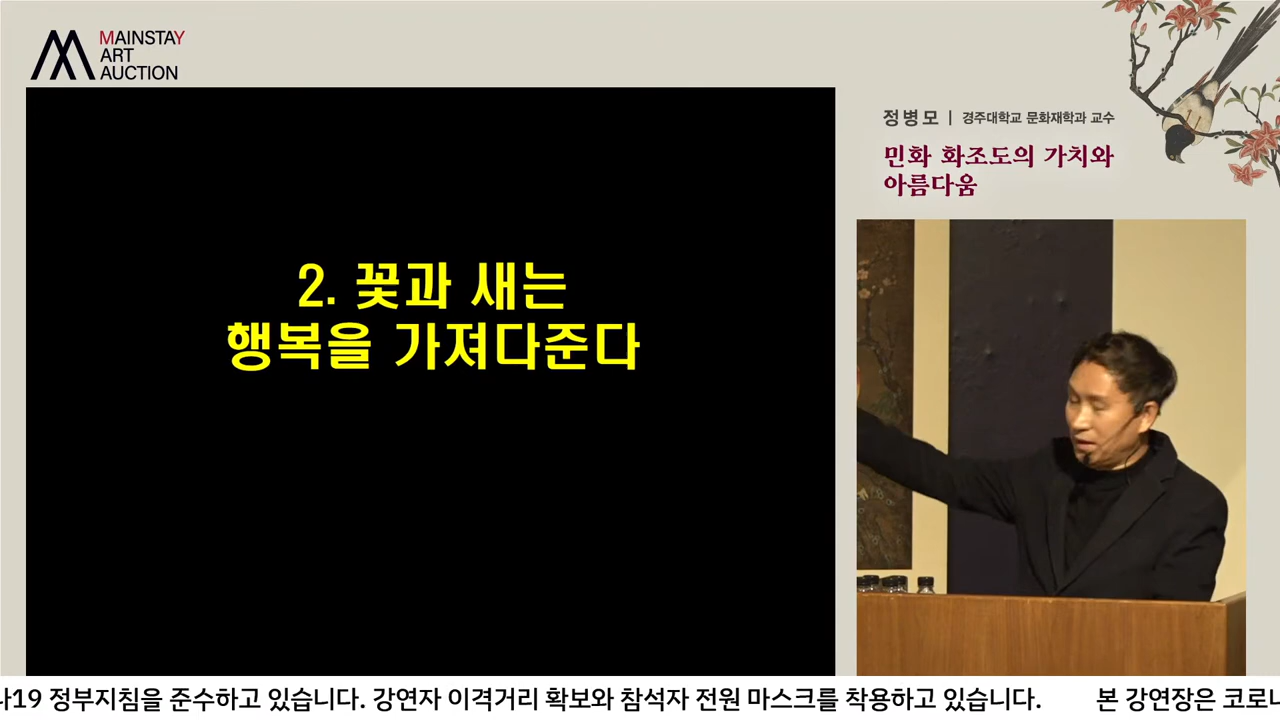 MAINSTAY
ART
AUCTION
정병모 | 경주대학교 문화재학과 교수
민화 화조도의 가치와
아름다움
2. 꽃과 새는
행복을 가져다준다
나19 정부지침을 준수하고 있습니다. 강연자 이격거리 확보와 참석자 전원 마스크를 착용하고 있습니다. 본 강연장은 코로나